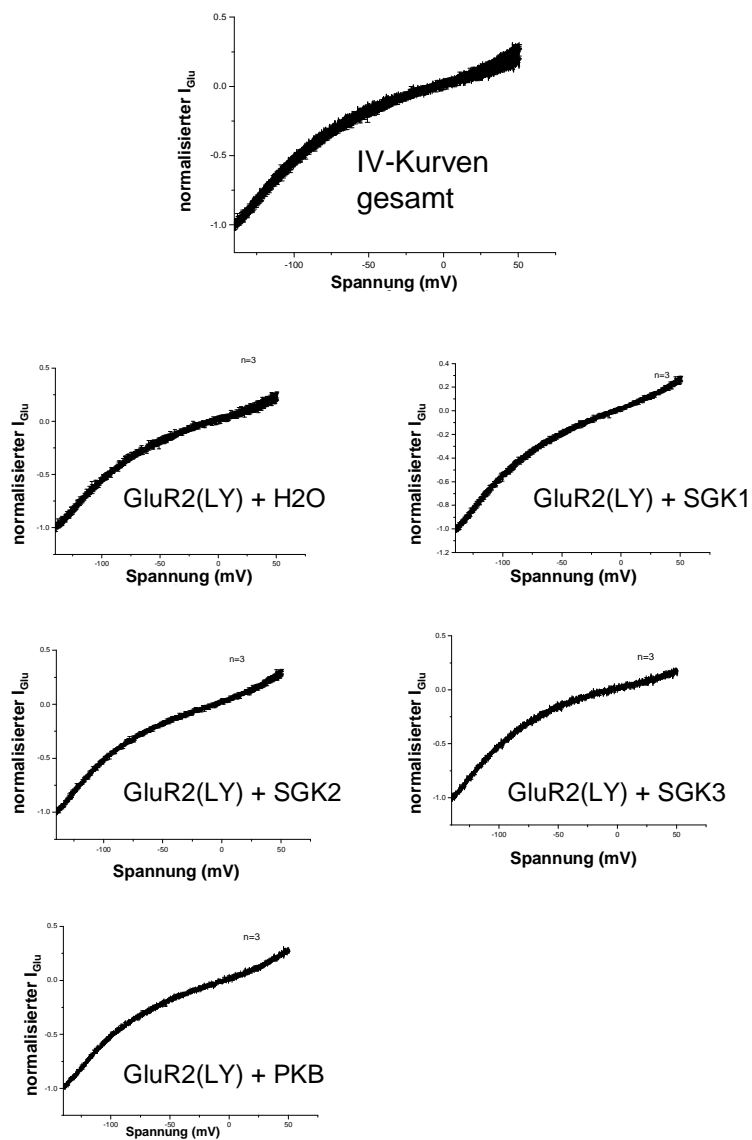 0.5
0.0
-0.5
-1.0
normalisierter I_Glu
-100 -50 0 50
Spannung (mV)
IV-Kurven
gesamt
n=3
0.5
0.0
-0.5
-1.0
normalisierter I_Glu
-100 -50 0 50
Spannung (mV)
GluR2(LY) + H2O
n=3
0.4
0.2
0.0
-0.2
-0.4
-0.6
-0.8
-1.0
-1.2
normalisierter I_Glu
-100 -50 0 50
Spannung (mV)
GluR2(LY) + SGK1
n=3
0.5
0.0
-0.5
-1.0
normalisierter I_Glu
-100 -50 0 50
Spannung (mV)
GluR2(LY) + SGK2
n=3
0.5
0.0
-0.5
-1.0
normalisierter I_Glu
-100 -50 0 50
Spannung (mV)
GluR2(LY) + SGK3
n=3
0.5
0.0
-0.5
-1.0
normalisierter I_Glu
-100 -50 0 50
Spannung (mV)
GluR2(LY) + PKB